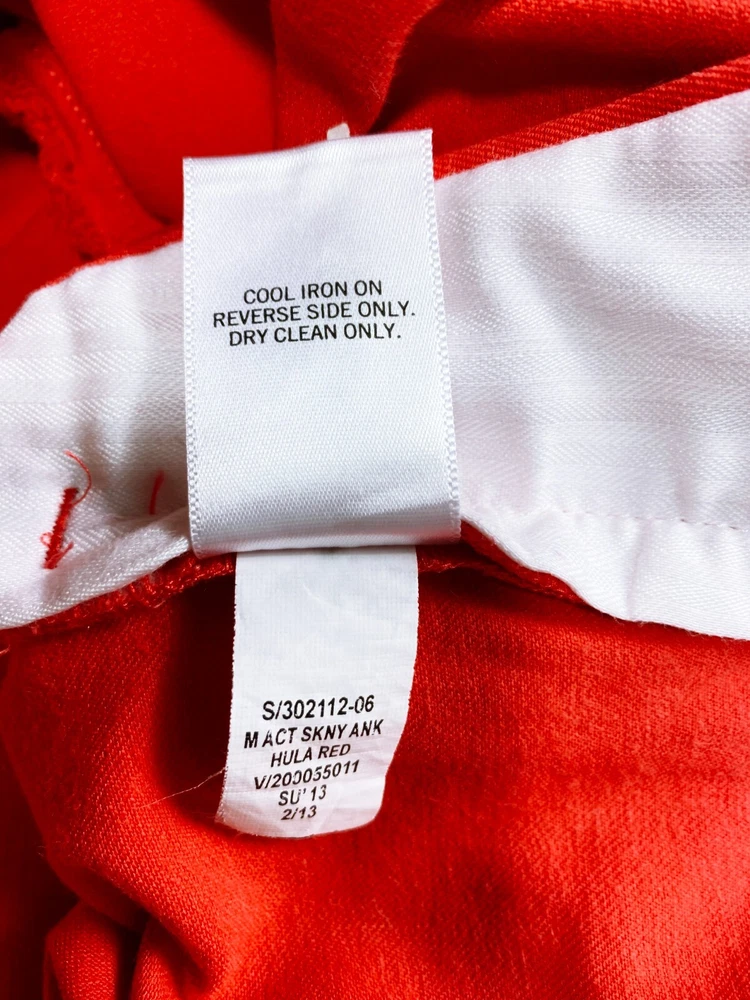 COOL IRON ON
REVERSE SIDE ONLY.
DRY CLEAN ONLY.
S/302112-06
M ACT SKNY ANK
HULA RED
V/200055011
SU' 13
2/13